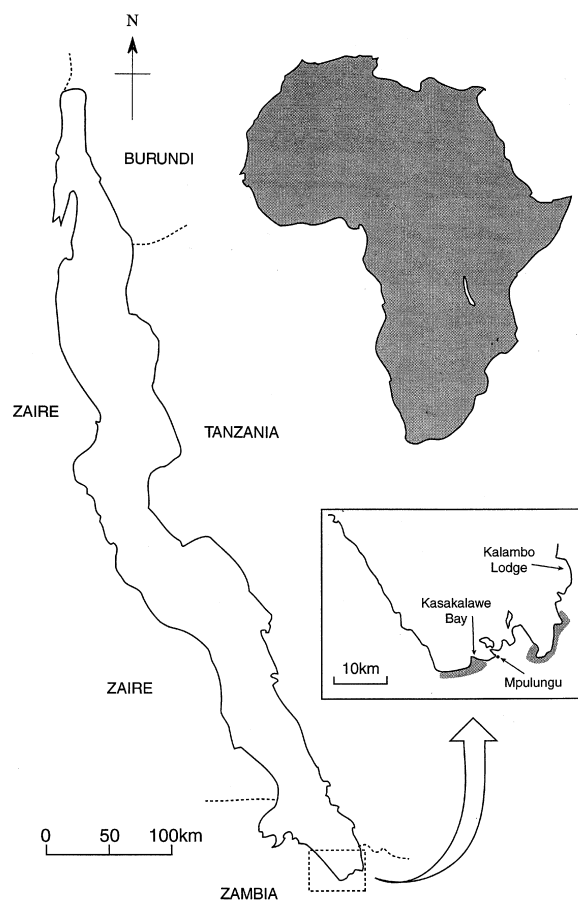 N
BURUNDI
ZAIRE
TANZANIA
Kalambo
Lodge
Kasakalawe
Bay
10km
Mpulungu
ZAIRE
0 50 100km
ZAMBIA